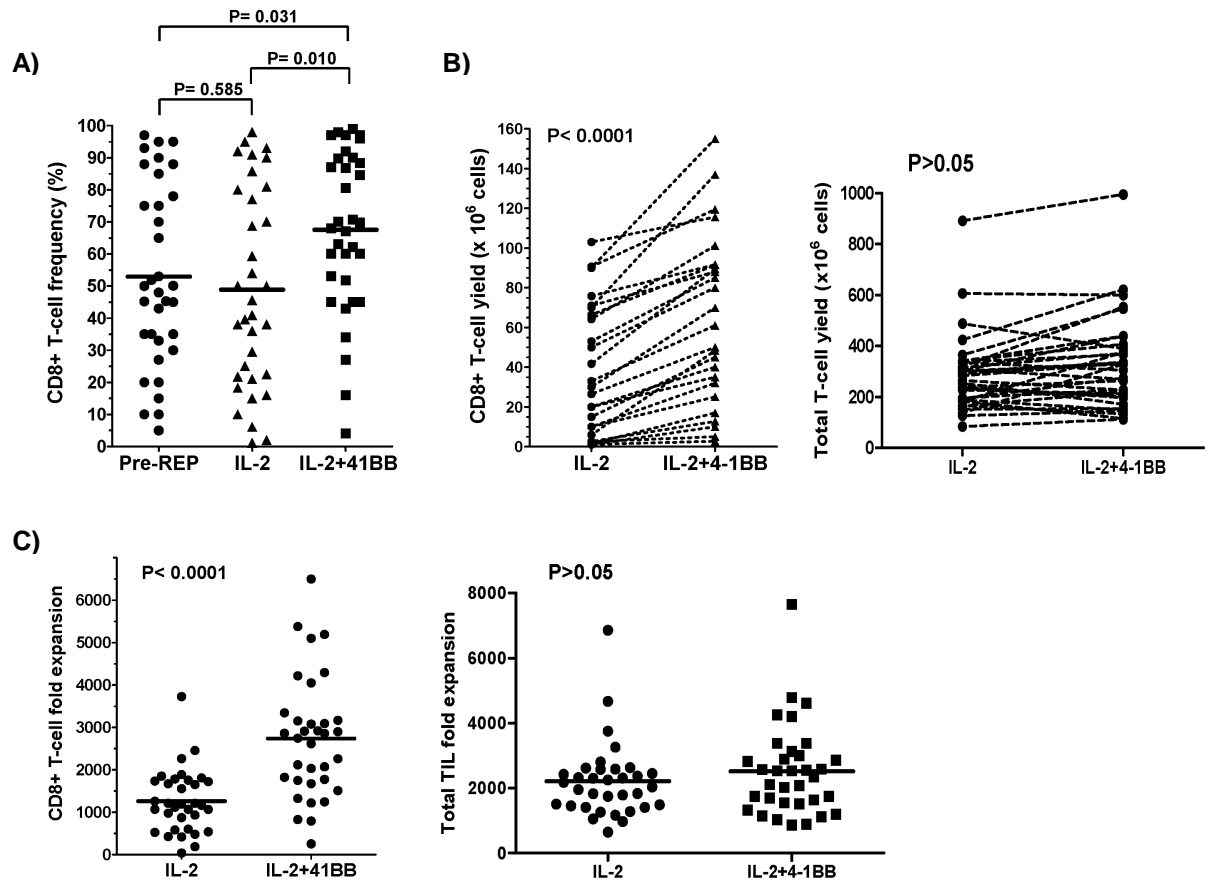 P= 0.031
A)
P= 0.010
P= 0.585
CD8+ T-cell frequency (%)
100
90
80
70
60
50
40
30
20
10
0
Pre-REP
IL-2
IL-2+41BB
B)
P< 0.0001
CD8+ T-cell yield (x 10⁶ cells)
160
140
120
100
80
60
40
20
0
IL-2
IL-2+4-1BB
P>0.05
Total T-cell yield (x10⁶ cells)
1000
800
600
400
200
0
IL-2
IL-2+4-1BB
C)
P< 0.0001
CD8+ T-cell fold expansion
6000
5000
4000
3000
2000
1000
0
IL-2
IL-2+41BB
P>0.05
Total TIL fold expansion
8000
6000
4000
2000
0
IL-2
IL-2+4-1BB